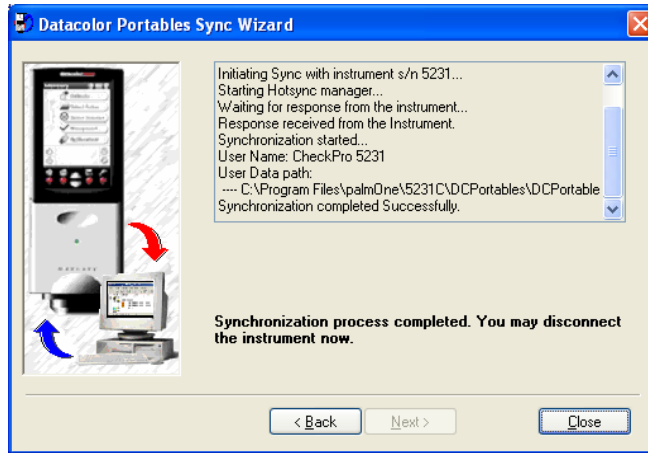 Datacolor Portables Sync Wizard
Initiating Sync with instrument s/n 5231...
Starting Hotsync manager...
Waiting for response from the instrument...
Response received from the Instrument.
Synchronization started...
User Name: CheckPro 5231
User Data path:
---- C:\Program Files\palmOne\5231C\DCPortables\DCPortable
Synchronization completed Successfully.
Synchronization process completed. You may disconnect
the instrument now.
< Back
Next >
Close